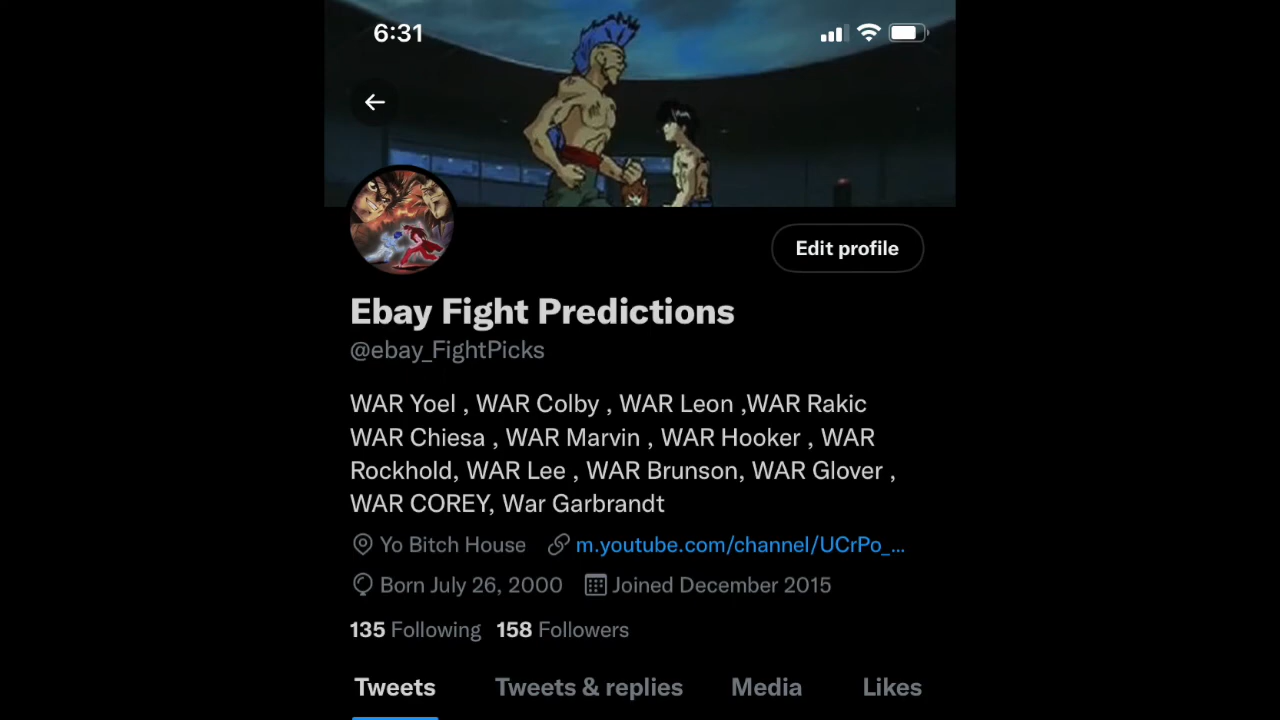 6:31
Edit profile
Ebay Fight Predictions
@ebay_FightPicks
WAR Yoel , WAR Colby , WAR Leon ,WAR Rakic
WAR Chiesa , WAR Marvin , WAR Hooker , WAR
Rockhold, WAR Lee , WAR Brunson, WAR Glover ,
WAR COREY, War Garbrandt
Yo Bitch House m.youtube.com/channel/UCrPo_...
Born July 26, 2000 Joined December 2015
135 Following 158 Followers
Tweets Tweets & replies Media Likes